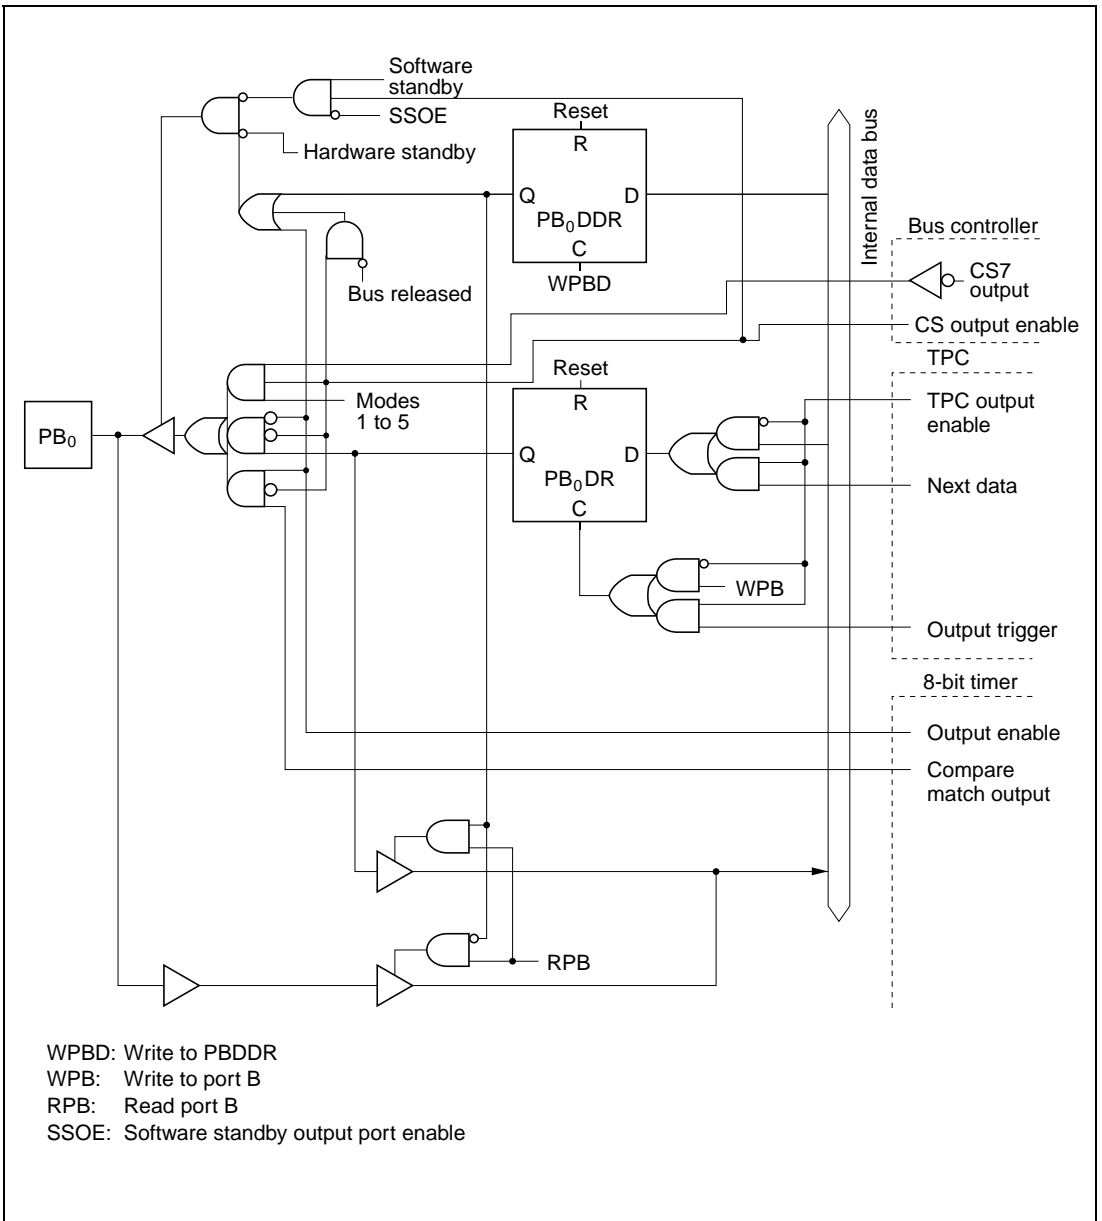 Software
standby
SSOE
Hardware standby
Reset
R
Q
D
PB0DDR
C
WPBD
Bus released
Internal data bus
Bus controller
CS7
output
CS output enable
TPC
Modes
1 to 5
Reset
R
Q
D
PB0DR
C
PB0
TPC output
enable
Next data
WPB
Output trigger
8-bit timer
Output enable
Compare
match output
RPB
WPBD: Write to PBDDR
WPB: Write to port B
RPB: Read port B
SSOE: Software standby output port enable